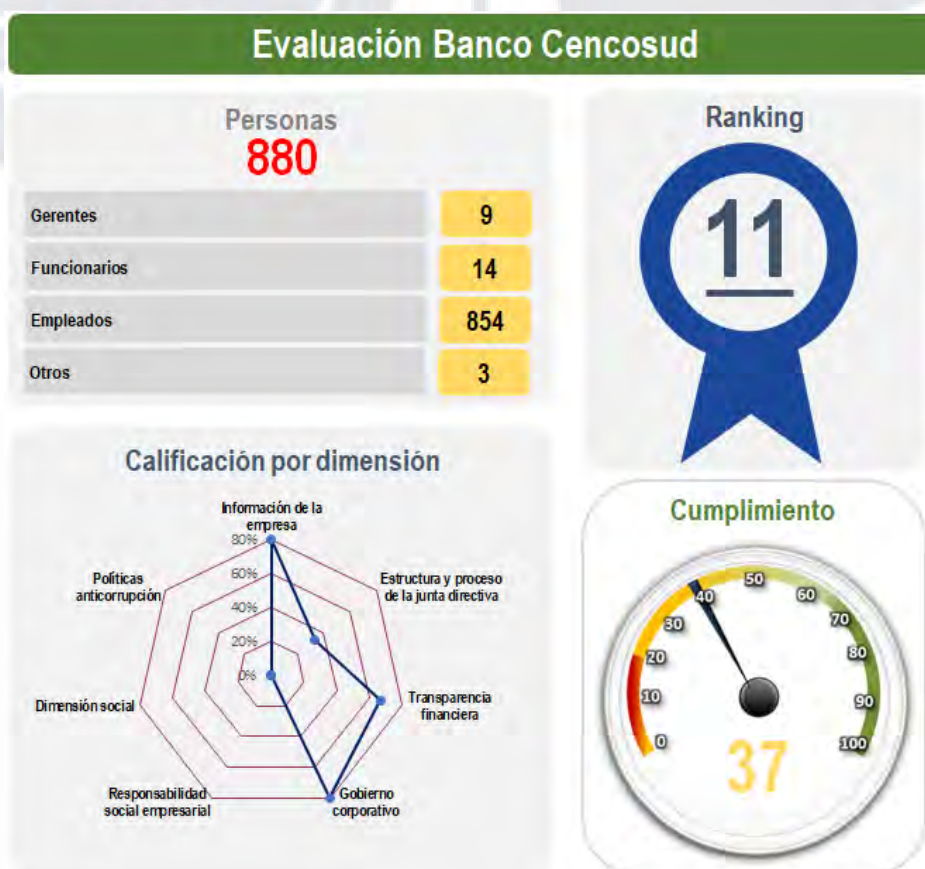 Evaluación Banco Cencosud
Personas
880
Gerentes 9
Funcionarios 14
Empleados 854
Otros 3
Ranking
11
Calificación por dimensión
Información de la
empresa
80%
60%
40%
20%
0%
Estructura y proceso
de la junta directiva
Transparencia
financiera
Gobierno
corporativo
Responsabilidad
social empresarial
Dimensión social
Políticas
anticorrupción
Cumplimiento
0
10
20
30
40
50
60
70
80
90
100
37